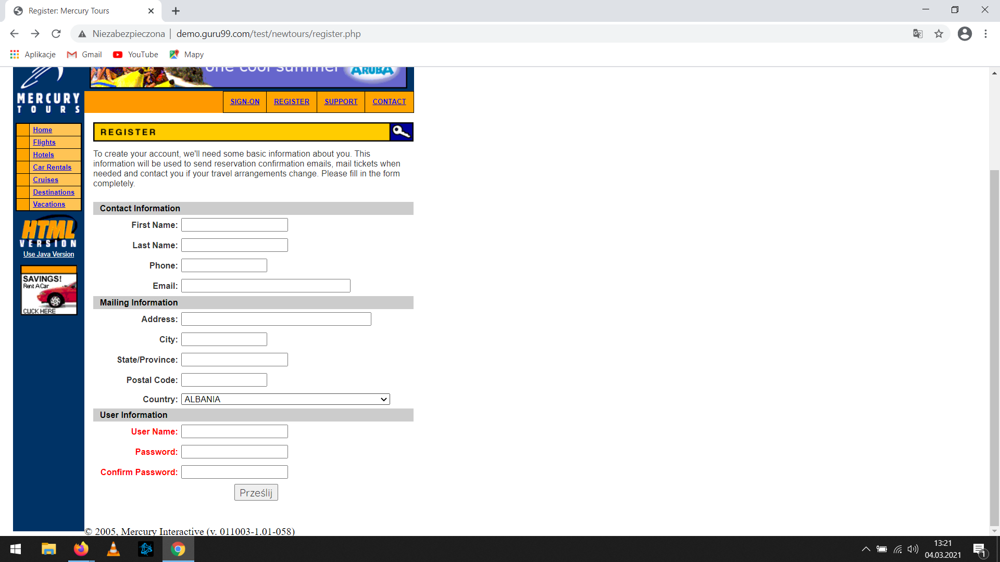 Register: Mercury Tours
Niezabezpieczona | demo.guru99.com/test/newtours/register.php
Aplikacje Gmail YouTube Mapy
one cool summer ARUBA
MERCURY
TOURS
SIGN-ON REGISTER SUPPORT CONTACT
Home
Flights
Hotels
Car Rentals
Cruises
Destinations
Vacations
HTML
VERSION
Use Java Version
SAVINGS!
Rent A Car
CLICK HERE
REGISTER
To create your account, we'll need some basic information about you. This
information will be used to send reservation confirmation emails, mail tickets when
needed and contact you if your travel arrangements change. Please fill in the form
completely.
Contact Information
First Name:
Last Name:
Phone:
Email:
Mailing Information
Address:
City:
State/Province:
Postal Code:
Country: ALBANIA
User Information
User Name:
Password:
Confirm Password:
Prześlij
© 2005, Mercury Interactive (v. 011003-1.01-058)
13:21
04.03.2021
1